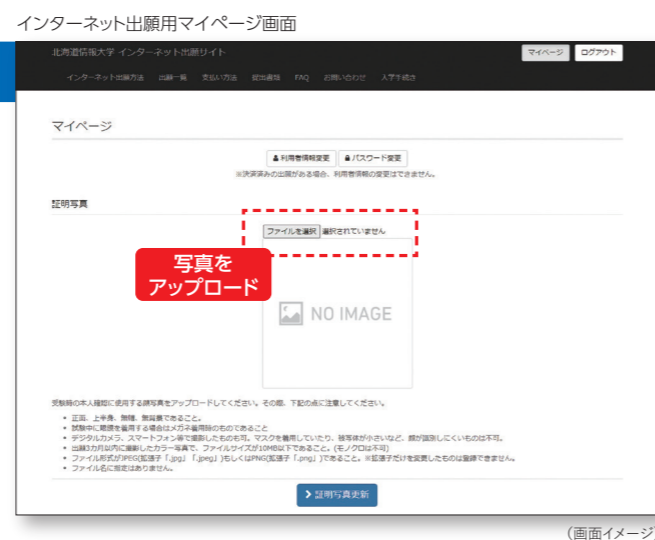 インターネット出願用マイページ画面
北海道情報大学 インターネット出願サイト
マイページ ログアウト
インターネット出願方法 出願一覧 支払い方法 提出書類 FAQ お問い合わせ 入学手続き
マイページ
利用者情報変更 パスワード変更
※決済済みの出願がある場合、利用者情報の変更はできません。
証明写真
ファイルを選択 選択されていません
写真を
アップロード
NO IMAGE
受験時の本人確認に使用する顔写真をアップロードしてください。その際、下記の点に注意してください。
• 正面、上半身、無帽、無背景であること。
• 試験中に眼鏡を着用する場合はメガネ着用時のものであること
• デジタルカメラ、スマートフォン等で撮影したものも可。マスクを着用していたり、被写体が小さいなど、顔が識別しにくいものは不可。
• 出願3カ月以内に撮影したカラー写真で、ファイルサイズが10MB以下であること。(モノクロは不可)
• ファイル形式がJPEG(拡張子「.jpg」「.jpeg」)もしくはPNG(拡張子「.png」)であること。※拡張子だけを変更したものは登録できません。
• ファイル名に指定はありません。
証明写真更新
(画面イメージ)